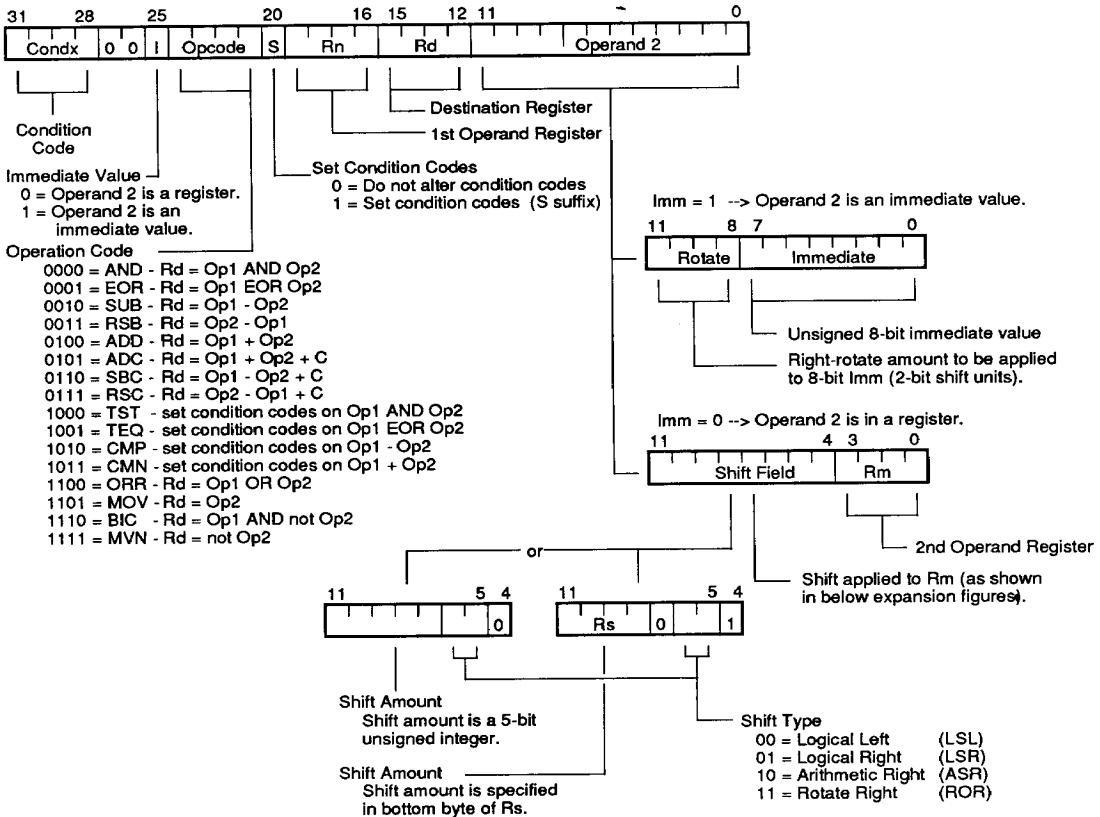 31 28 25 20 16 15 12 11 0
Condx 0 0 I Opcode S Rn Rd Operand 2
Destination Register
1st Operand Register
Condition
Code
Set Condition Codes
0 = Do not alter condition codes
1 = Set condition codes (S suffix)
Immediate Value
0 = Operand 2 is a register.
1 = Operand 2 is an
immediate value.
Operation Code
0000 = AND - Rd = Op1 AND Op2
0001 = EOR - Rd = Op1 EOR Op2
0010 = SUB - Rd = Op1 - Op2
0011 = RSB - Rd = Op2 - Op1
0100 = ADD - Rd = Op1 + Op2
0101 = ADC - Rd = Op1 + Op2 + C
0110 = SBC - Rd = Op1 - Op2 + C
0111 = RSC - Rd = Op2 - Op1 + C
1000 = TST - set condition codes on Op1 AND Op2
1001 = TEQ - set condition codes on Op1 EOR Op2
1010 = CMP - set condition codes on Op1 - Op2
1011 = CMN - set condition codes on Op1 + Op2
1100 = ORR - Rd = Op1 OR Op2
1101 = MOV - Rd = Op2
1110 = BIC - Rd = Op1 AND not Op2
1111 = MVN - Rd = not Op2
Imm = 1 --> Operand 2 is an immediate value.
11 8 7 0
Rotate Immediate
Unsigned 8-bit immediate value
Right-rotate amount to be applied
to 8-bit Imm (2-bit shift units).
Imm = 0 --> Operand 2 is in a register.
11 4 3 0
Shift Field Rm
2nd Operand Register
Shift applied to Rm (as shown
in below expansion figures).
or
11 5 4
0
11 5 4
Rs 0 1
Shift Amount
Shift amount is a 5-bit
unsigned integer.
Shift Amount
Shift amount is specified
in bottom byte of Rs.
Shift Type
00 = Logical Left (LSL)
01 = Logical Right (LSR)
10 = Arithmetic Right (ASR)
11 = Rotate Right (ROR)